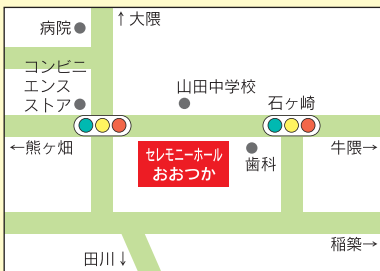 ↑大隈
病院
コンビニ
エンス
ストア
山田中学校
石ヶ崎
←熊ヶ畑
セレモニーホール
おおつか
歯科
牛隈→
稲築→
田川↓